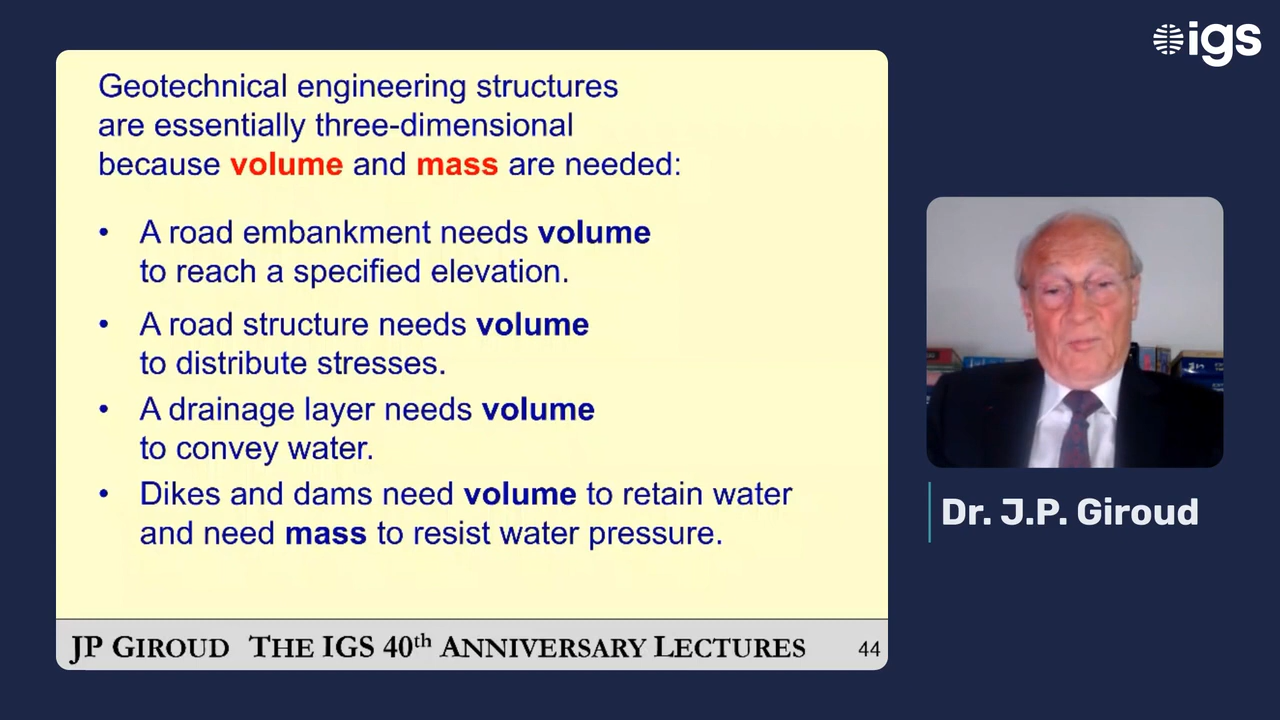 igs
Geotechnical engineering structures
are essentially three-dimensional
because volume and mass are needed:
• A road embankment needs volume
to reach a specified elevation.
• A road structure needs volume
to distribute stresses.
• A drainage layer needs volume
to convey water.
• Dikes and dams need volume to retain water
and need mass to resist water pressure.
JP GIROUD THE IGS 40th ANNIVERSARY LECTURES 44
Dr. J.P. Giroud